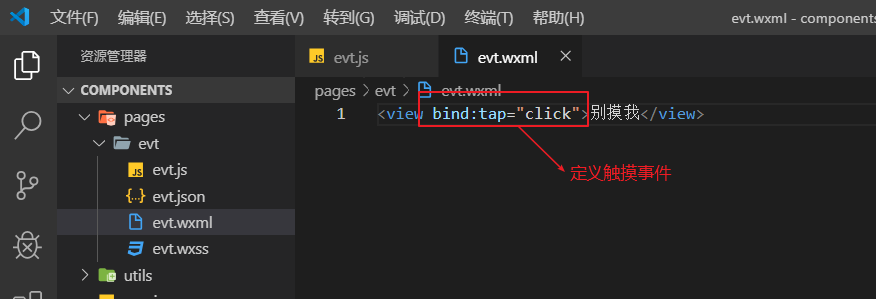 文件(F) 编辑(E) 选择(S) 查看(V) 转到(G) 调试(D) 终端(T) 帮助(H) evt.wxml - components
资源管理器
COMPONENTS
pages
evt
evt.js
evt.json
evt.wxml
evt.wxss
utils
evt.js evt.wxml
pages > evt > evt.wxml
1 <view bind:tap="click">别摸我</view>
定义触摸事件